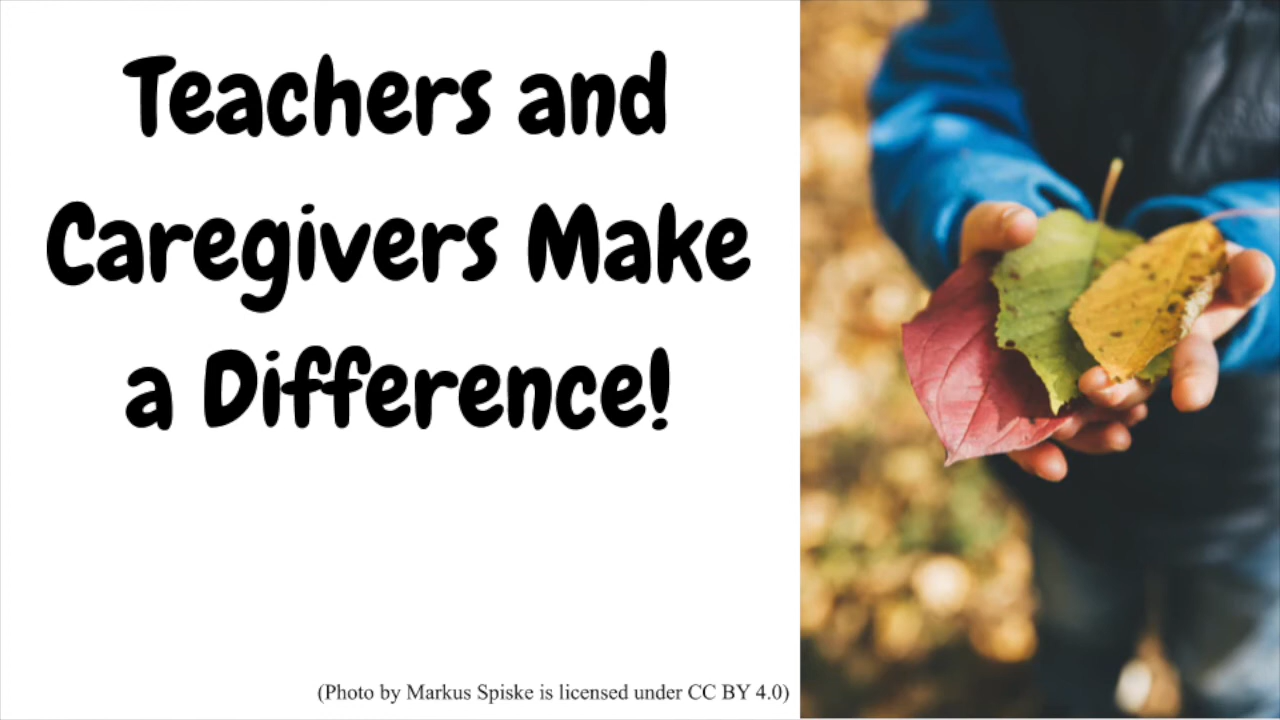 Teachers and
Caregivers Make
a Difference!
(Photo by Markus Spiske is licensed under CC BY 4.0)